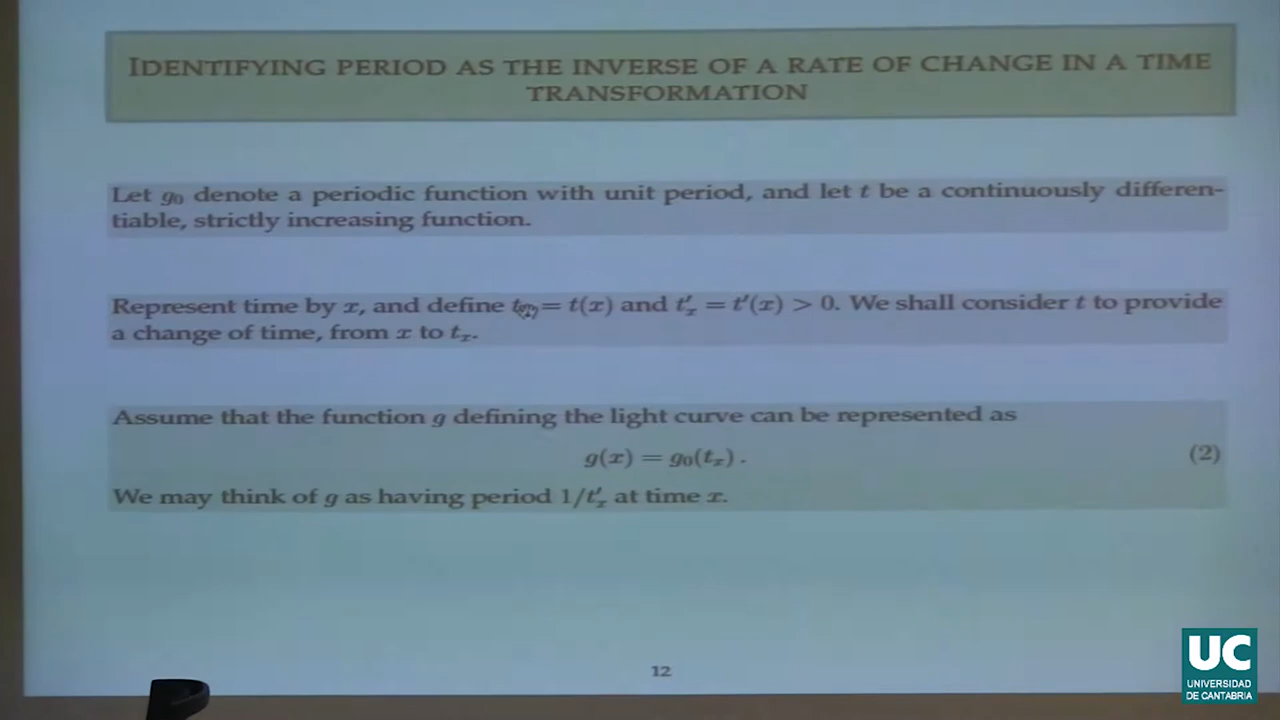 IDENTIFYING PERIOD AS THE INVERSE OF A RATE OF CHANGE IN A TIME
TRANSFORMATION
Let g₀ denote a periodic function with unit period, and let t be a continuously differen-
tiable, strictly increasing function.
Represent time by x, and define = t(x) and t′ₓ = t′(x) > 0. We shall consider t to provide
a change of time, from x to tₓ.
Assume that the function g defining the light curve can be represented as
g(x) = g₀(tₓ) . (2)
We may think of g as having period 1/t′ₓ at time x.
12
UC
UNIVERSIDAD
DE CANTABRIA